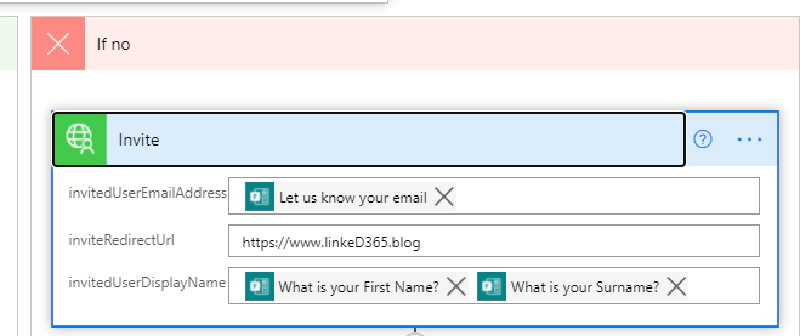 If no
Invite
invitedUserEmailAddress Let us know your email
inviteRedirectUrl https://www.linkeD365.blog
invitedUserDisplayName What is your First Name? What is your Surname?